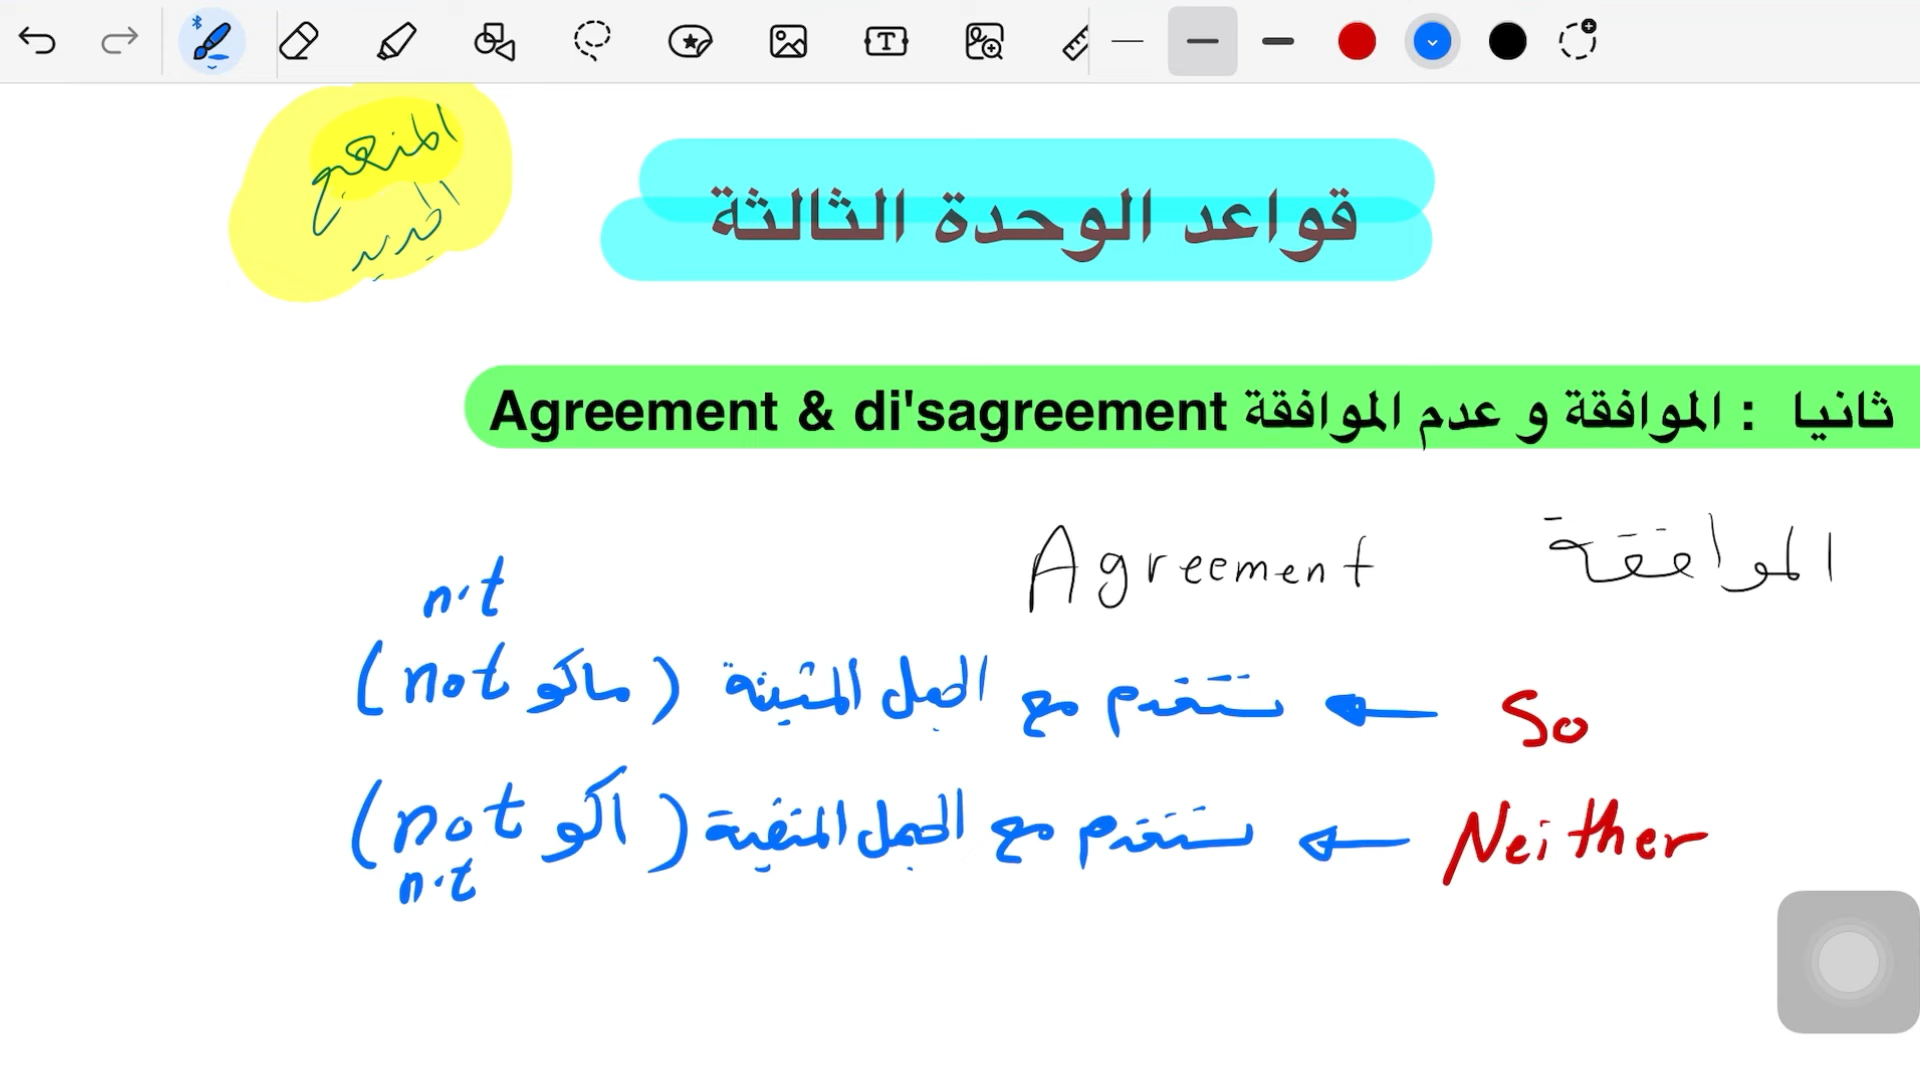 المنهج
الجديد
قواعد الوحدة الثالثة
ثانيا : الموافقة و عدم الموافقة Agreement & di'sagreement
الموافقة Agreement
n't
So ← تستخدم مع الجمل المثبتة (ماكو not)
Neither ← تستخدم مع الجمل المنفية (اكو not)
n't